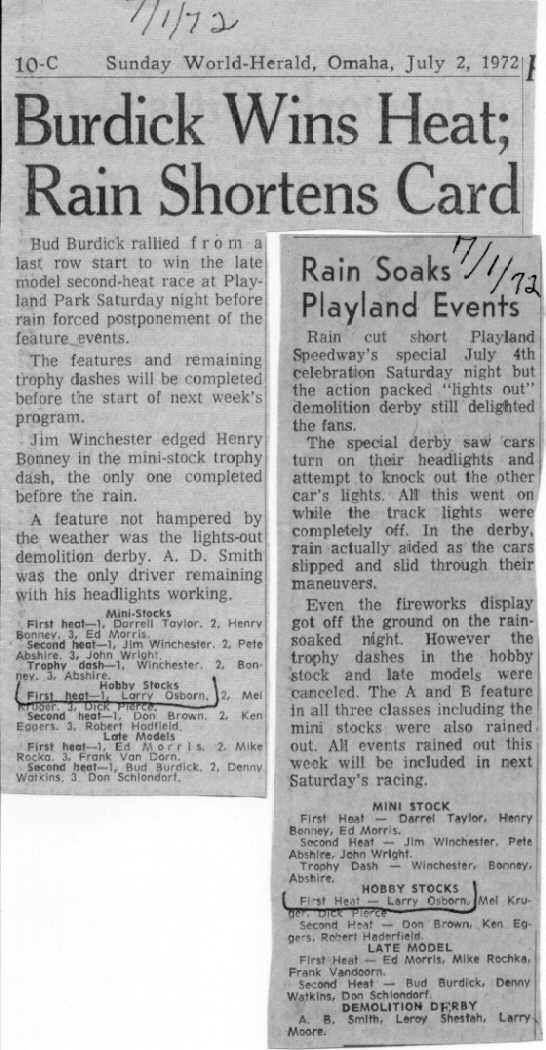 7/1/72
10-C Sunday World-Herald, Omaha, July 2, 1972
Burdick Wins Heat;
Rain Shortens Card
Bud Burdick rallied from a
last row start to win the late
model second-heat race at Play-
land Park Saturday night before
rain forced postponement of the
feature events.
The features and remaining
trophy dashes will be completed
before the start of next week's
program.
Jim Winchester edged Henry
Bonney in the mini-stock trophy
dash, the only one completed
before the rain.
A feature not hampered by
the weather was the lights-out
demolition derby. A. D. Smith
was the only driver remaining
with his headlights working.
Mini-Stocks
First heat—1, Darrell Taylor. 2, Henry
Bonney. 3, Ed Morris.
Second heat—1, Jim Winchester. 2, Pete
Abshire. 3, John Wright.
Trophy dash—1, Winchester. 2, Bon-
ney. 3, Abshire.
Hobby Stocks
First heat—1, Larry Osborn. 2, Mel
Kruger. 3, Dick Pierce.
Second heat—1, Don Brown. 2, Ken
Eggers. 3, Robert Hodfield.
Late Models
First heat—1, Ed Morris. 2, Mike
Rocka. 3, Frank Van Dorn.
Second heat—1, Bud Burdick. 2, Denny
Watkins. 3 Don Schlondorf.
7/1/72
Rain Soaks
Playland Events
Rain cut short Playland
Speedway's special July 4th
celebration Saturday night but
the action packed "lights out"
demolition derby still delighted
the fans.
The special derby saw cars
turn on their headlights and
attempt to knock out the other
car's lights. All this went on
while the track lights were
completely off. In the derby,
rain actually aided as the cars
slipped and slid through their
maneuvers.
Even the fireworks display
got off the ground on the rain-
soaked night. However the
trophy dashes in the hobby
stock and late models were
canceled. The A and B feature
in all three classes including the
mini stocks were also rained
out. All events rained out this
week will be included in next
Saturday's racing.
MINI STOCK
First Heat — Darrel Taylor, Henry
Bonney, Ed Morris.
Second Heat — Jim Winchester, Pete
Abshire, John Wright.
Trophy Dash — Winchester, Bonney,
Abshire.
HOBBY STOCKS
First Heat — Larry Osborn, Mel Kru-
ger, Dick Pierce
Second Heat — Don Brown, Ken Eg-
gers, Robert Haderfield.
LATE MODEL
First Heat — Ed Morris, Mike Rochka,
Frank Vandoorn.
Second Heat — Bud Burdick, Denny
Watkins, Don Schlondorf.
DEMOLITION DERBY
A. B. Smith, Leroy Shestah, Larry
Moore.